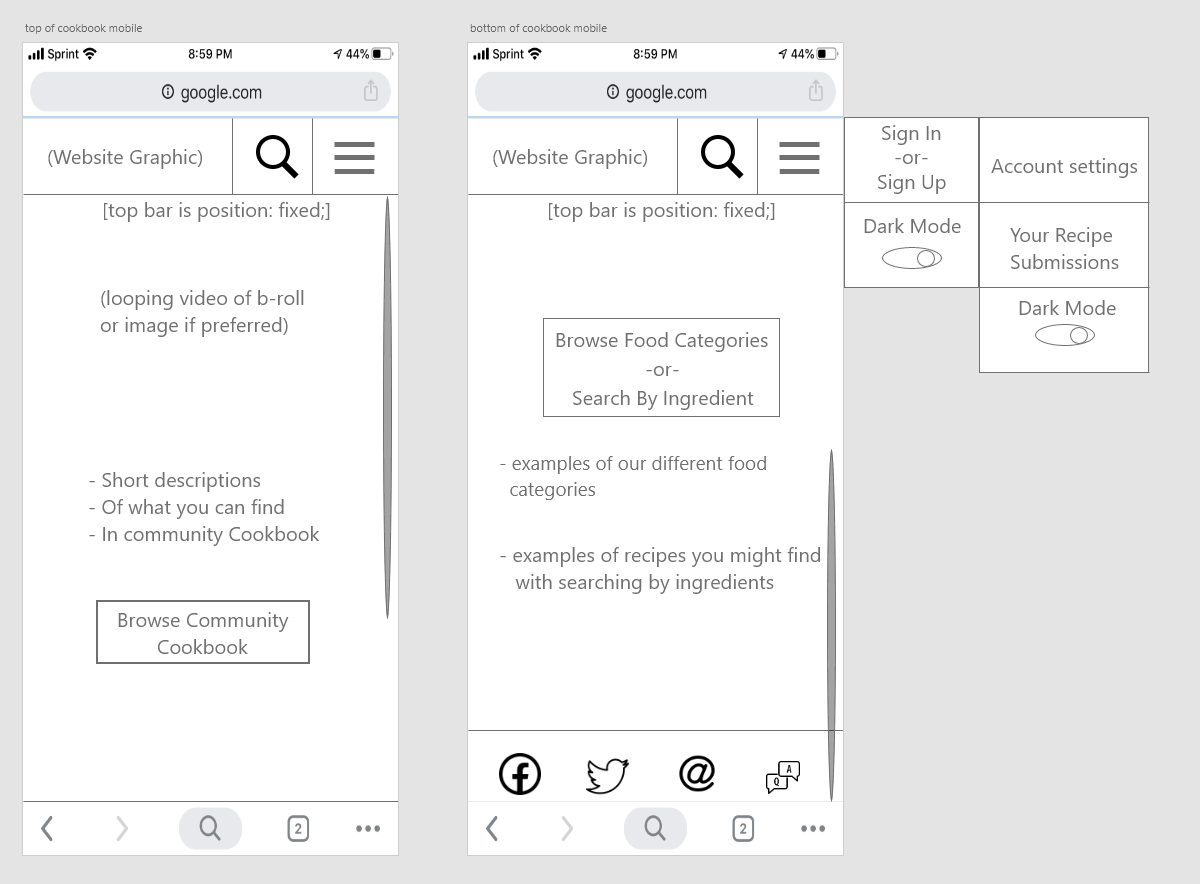 top of cookbook mobile
Sprint 8:59 PM 44%
google.com
(Website Graphic)
[top bar is position: fixed;]
(looping video of b-roll
or image if preferred)
- Short descriptions
- Of what you can find
- In community Cookbook
Browse Community
Cookbook
2
bottom of cookbook mobile
Sprint 8:59 PM 44%
google.com
(Website Graphic)
[top bar is position: fixed;]
Browse Food Categories
-or-
Search By Ingredient
- examples of our different food
categories
- examples of recipes you might find
with searching by ingredients
f @ Q A
2
Sign In
-or-
Sign Up
Dark Mode
Account settings
Your Recipe
Submissions
Dark Mode